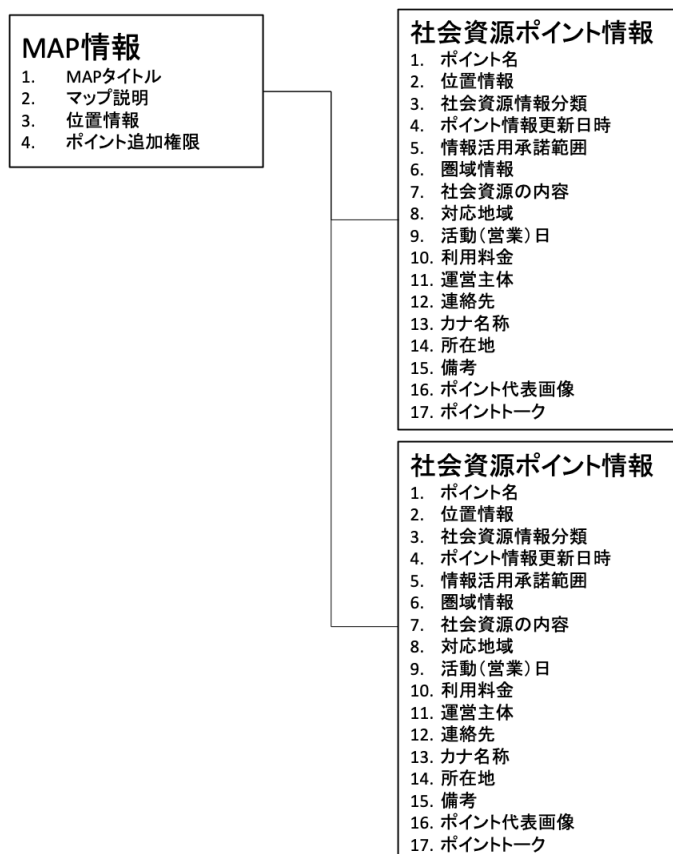 MAP情報
1. MAPタイトル
2. マップ説明
3. 位置情報
4. ポイント追加権限
社会資源ポイント情報
1. ポイント名
2. 位置情報
3. 社会資源情報分類
4. ポイント情報更新日時
5. 情報活用承諾範囲
6. 圏域情報
7. 社会資源の内容
8. 対応地域
9. 活動(営業)日
10. 利用料金
11. 運営主体
12. 連絡先
13. カナ名称
14. 所在地
15. 備考
16. ポイント代表画像
17. ポイントトーク
社会資源ポイント情報
1. ポイント名
2. 位置情報
3. 社会資源情報分類
4. ポイント情報更新日時
5. 情報活用承諾範囲
6. 圏域情報
7. 社会資源の内容
8. 対応地域
9. 活動(営業)日
10. 利用料金
11. 運営主体
12. 連絡先
13. カナ名称
14. 所在地
15. 備考
16. ポイント代表画像
17. ポイントトーク